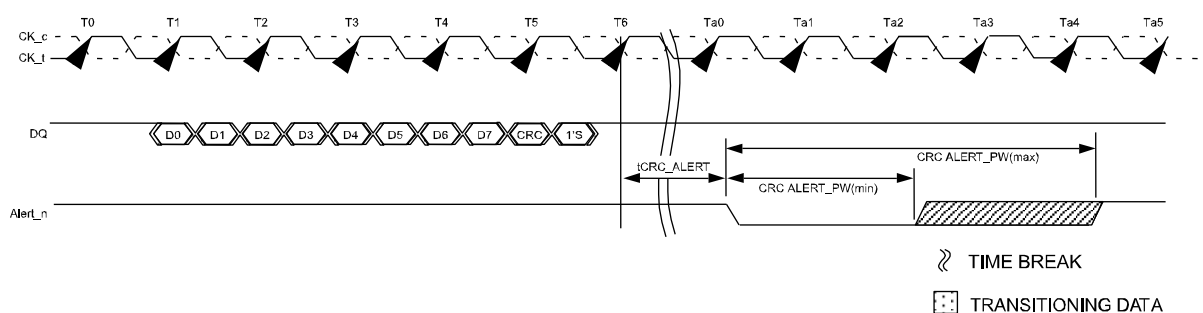 T0 T1 T2 T3 T4 T5 T6 Ta0 Ta1 Ta2 Ta3 Ta4 Ta5
CK_c
CK_t
DQ D0 D1 D2 D3 D4 D5 D6 D7 CRC 1'S
CRC ALERT_PW(max)
tCRC_ALERT
CRC ALERT_PW(min)
Alert_n
TIME BREAK
TRANSITIONING DATA